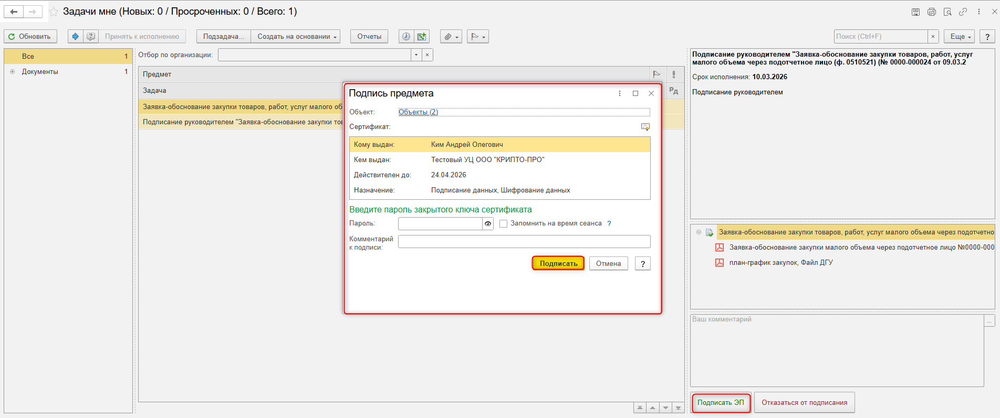 Задачи мне (Новых: 0 / Просроченных: 0 / Всего: 1)
Обновить
Принять к исполнению
Подзадача...
Создать на основании
Отчеты
Поиск (Ctrl+F)
×
Еще
?
Все 1
Документы 1
Отбор по организации:
×
Предмет
Задача
РД
Заявка-обоснование закупки товаров, работ, услуг малого об
Подписание руководителем "Заявка-обоснование закупки тов
Подпись предмета
Объект: Объекты (2)
Сертификат:
Кому выдан: Ким Андрей Олегович
Кем выдан: Тестовый УЦ ООО "КРИПТО-ПРО"
Действителен до: 24.04.2026
Назначение: Подписание данных, Шифрование данных
Введите пароль закрытого ключа сертификата
Пароль:
Запомнить на время сеанса ?
Комментарий
к подписи:
Подписать
Отмена
?
Подписание руководителем "Заявка-обоснование закупки товаров, работ, услуг
малого объема через подотчетное лицо (ф. 0510521) (№ 0000-000024 от 09.03.2
Срок исполнения: 10.03.2026
Подписание руководителем
Заявка-обоснование закупки товаров, работ, услуг малого объема через подотчетно
Заявка-обоснование закупки малого объема через подотчетное лицо №0000-000
план-график закупок, Файл ДГУ
Ваш комментарий
...
Подписать ЭП
Отказаться от подписания